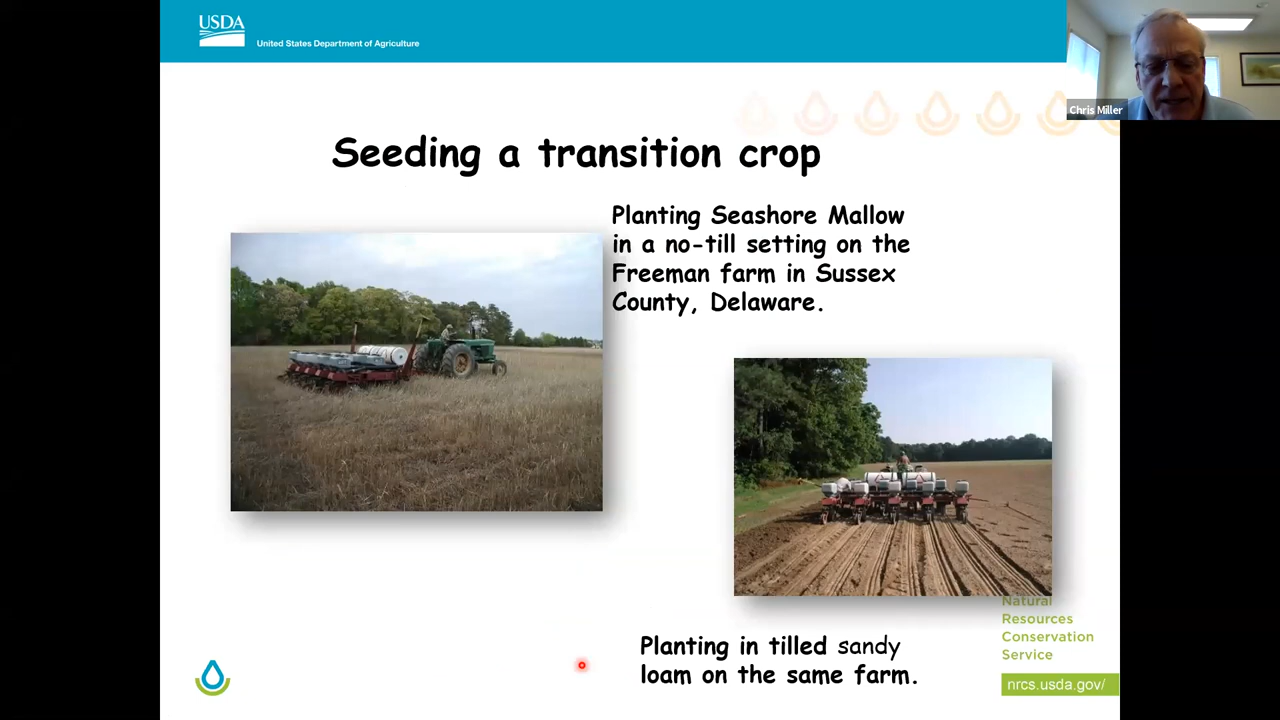 USDA
United States Department of Agriculture
Chris Miller
Seeding a transition crop
Planting Seashore Mallow
in a no-till setting on the
Freeman farm in Sussex
County, Delaware.
Natural
Resources
Conservation
Service
nrcs.usda.gov/
Planting in tilled sandy
loam on the same farm.